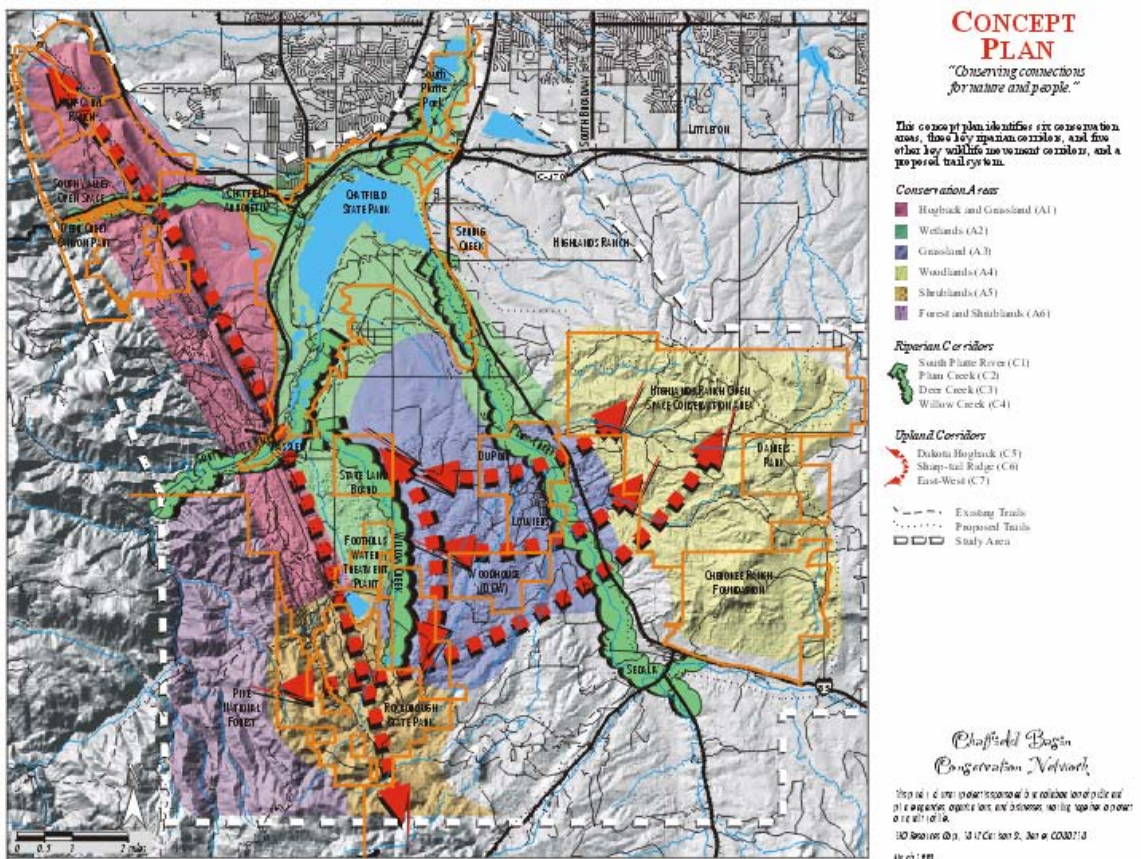 CONCEPT
PLAN
"Conserving connections
for nature and people."
This concept plan identifies six conservation
areas, three key riparian corridors, and five
other key wildlife movement corridors, and a
proposed trail system.
Conservation Areas
Hogback and Grassland (A1)
Wetlands (A2)
Grassland (A3)
Woodlands (A4)
Shrublands (A5)
Forest and Shrublands (A6)
Riparian Corridors
South Platte River (C1)
Plum Creek (C2)
Deer Creek (C3)
Willow Creek (C4)
Upland Corridors
Dakota Hogback (C5)
Sharp-tail Ridge (C6)
East-West (C7)
Existing Trails
Proposed Trails
Study Area
South
Platte
Park
SOUTH BROADWAY
LITTLETON
C-470
RANCH
SOUTH VALLEY
OPEN SPACE
DEER CREEK
CANYON PARK
CHATFIELD
ARBORETUM
CHATFIELD
STATE PARK
SPRING
CREEK
HIGHLANDS RANCH
HIGHLANDS RANCH OPEN
SPACE CONSERVATION AREA
DANIELS
PARK
DUPONT
STATE LAND
BOARD
LOUVIERS
FOOTHILLS
WATER
TREATMENT
PLANT
WILLOW CREEK
WOODHOUSE
(DOW)
CHEROKEE RANCH
FOUNDATION
SEDALIA
85
PIKE
NATIONAL
FOREST
ROXBOROUGH
STATE PARK
0 0.5 1 2 miles
Chatfield Basin
Conservation Network